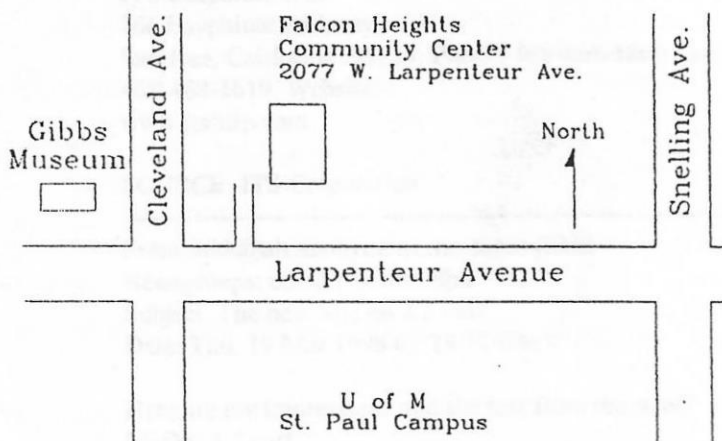 Falcon Heights
Community Center
2077 W. Larpenteur Ave.
Cleveland Ave.
Snelling Ave.
Gibbs
Museum
North
Larpenteur Avenue
U of M
St. Paul Campus